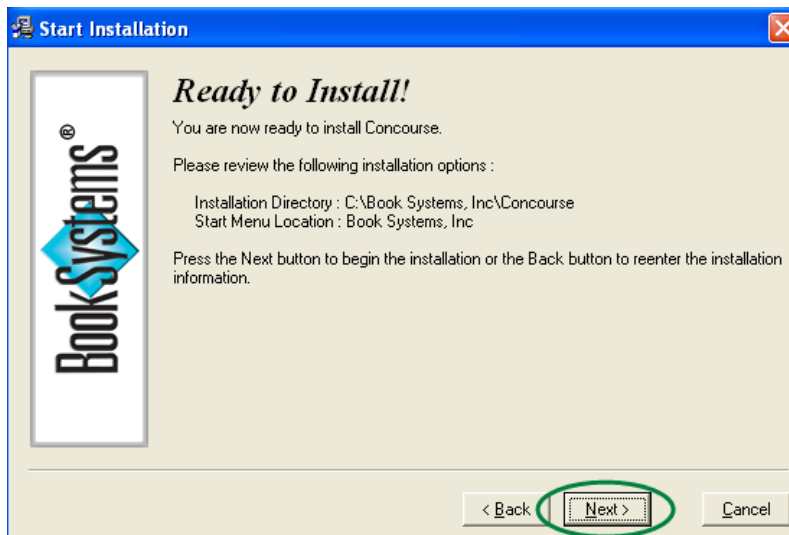 Start Installation
BookSystems®
Ready to Install!
You are now ready to install Concourse.
Please review the following installation options :
Installation Directory : C:\Book Systems, Inc\Concourse
Start Menu Location : Book Systems, Inc
Press the Next button to begin the installation or the Back button to reenter the installation
information.
< Back
Next >
Cancel